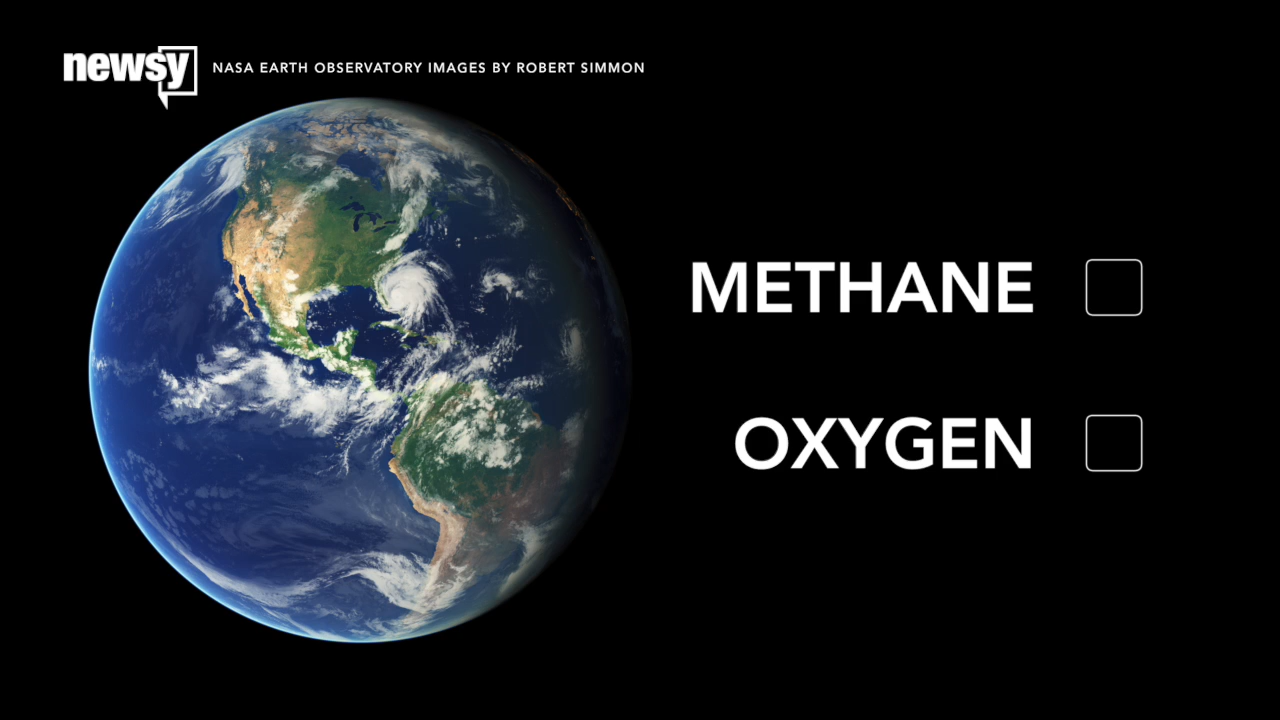 newsy
NASA EARTH OBSERVATORY IMAGES BY ROBERT SIMMON
METHANE
OXYGEN